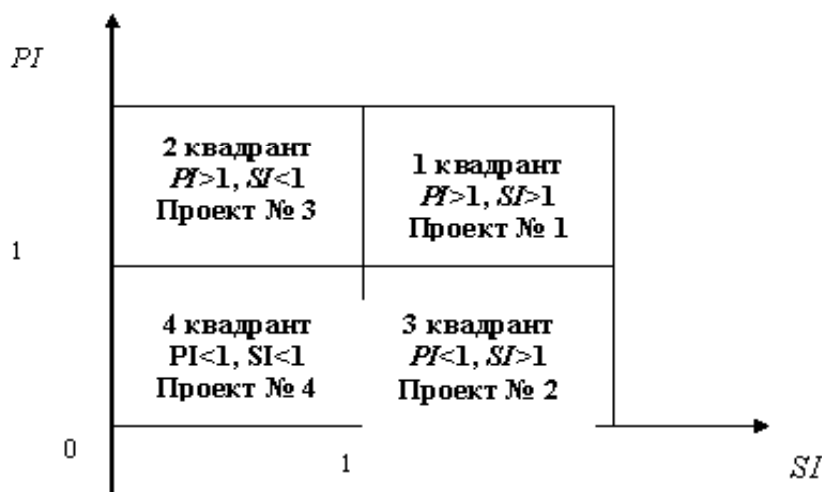 PI
2 квадрант
PI>1, SI<1
Проект № 3
1 квадрант
PI>1, SI>1
Проект № 1
1
4 квадрант
PI<1, SI<1
Проект № 4
3 квадрант
PI<1, SI>1
Проект № 2
0
1
SI